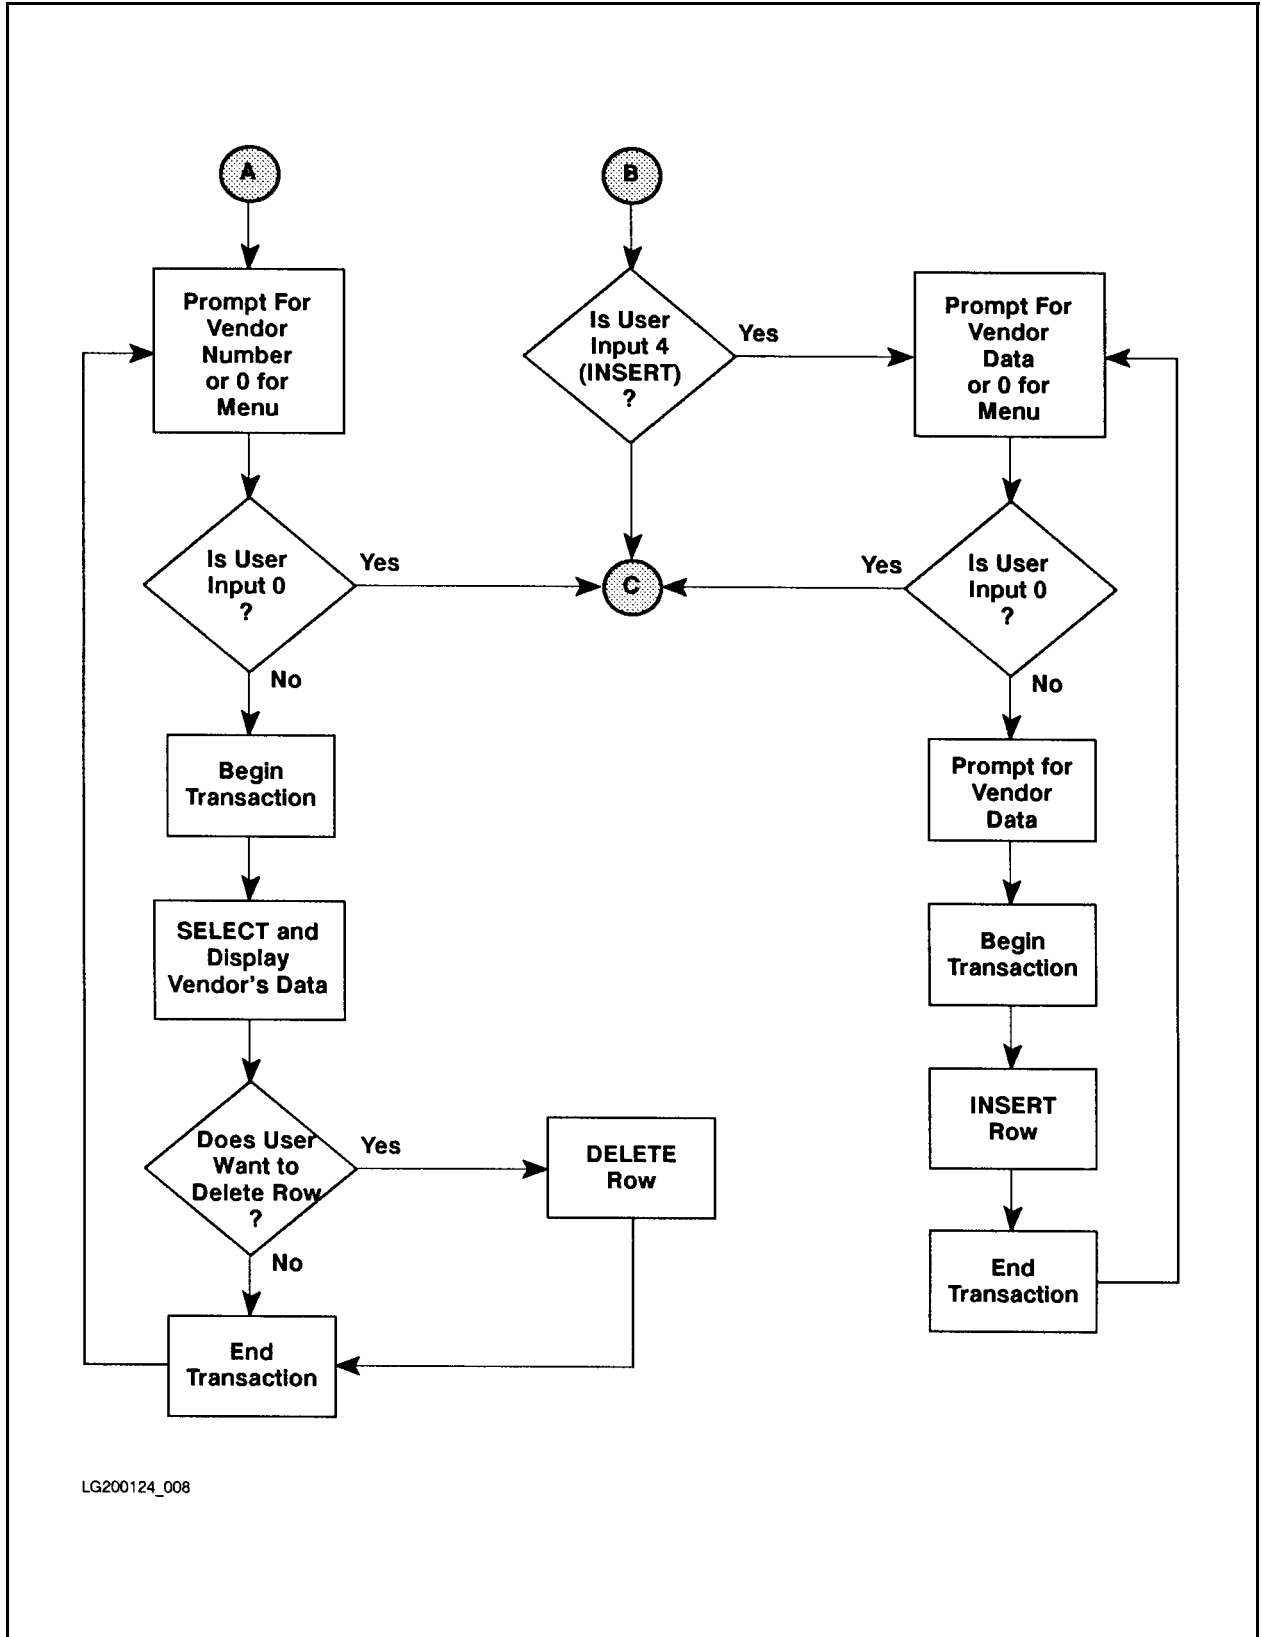 A
Prompt For
Vendor
Number
or 0 for
Menu
Is User
Input 0
?
Yes
No
Begin
Transaction
SELECT and
Display
Vendor's Data
Does User
Want to
Delete Row
?
Yes
DELETE
Row
No
End
Transaction
B
Is User
Input 4
(INSERT)
?
Yes
C
Prompt For
Vendor
Data
or 0 for
Menu
Is User
Input 0
?
Yes
No
Prompt for
Vendor
Data
Begin
Transaction
INSERT
Row
End
Transaction
LG200124_008